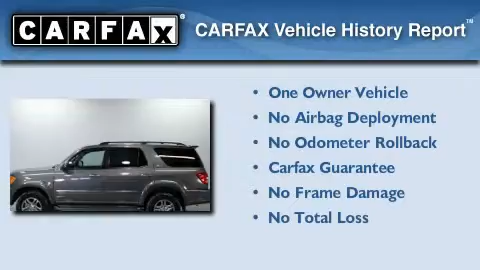 CARFAX® CARFAX Vehicle History Report™
• One Owner Vehicle
• No Airbag Deployment
• No Odometer Rollback
• Carfax Guarantee
• No Frame Damage
• No Total Loss